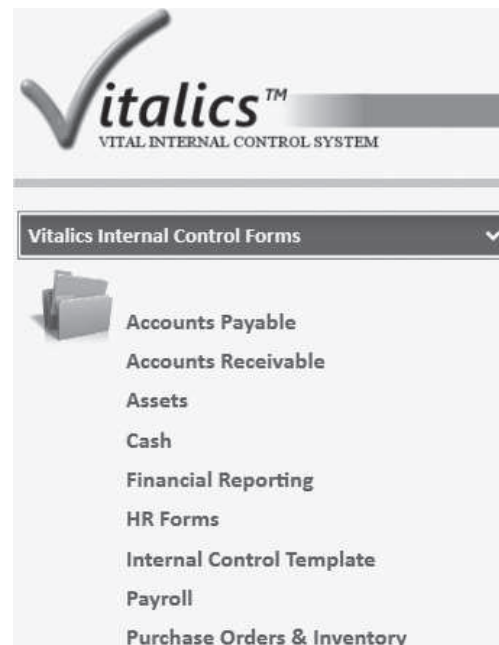 Vitalics™
VITAL INTERNAL CONTROL SYSTEM
Vitalics Internal Control Forms
Accounts Payable
Accounts Receivable
Assets
Cash
Financial Reporting
HR Forms
Internal Control Template
Payroll
Purchase Orders & Inventory